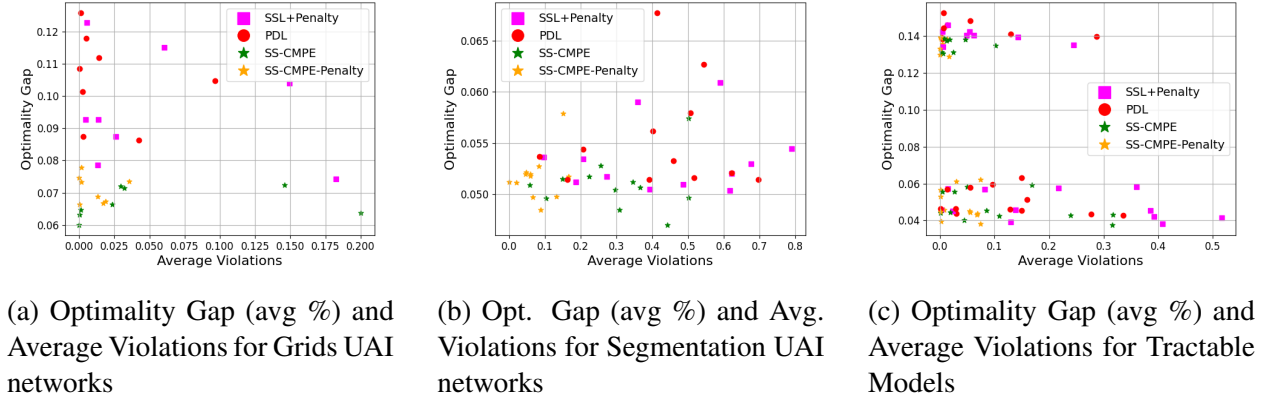 0.12
0.11
0.10
0.09
0.08
0.07
0.06
Optimality Gap
0.000 0.025 0.050 0.075 0.100 0.125 0.150 0.175 0.200
Average Violations
SSL+Penalty
PDL
SS-CMPE
SS-CMPE-Penalty
0.065
0.060
0.055
0.050
Optimality Gap
0.0 0.1 0.2 0.3 0.4 0.5 0.6 0.7 0.8
Average Violations
SSL+Penalty
PDL
SS-CMPE
SS-CMPE-Penalty
0.14
0.12
0.10
0.08
0.06
0.04
Optimality Gap
0.0 0.1 0.2 0.3 0.4 0.5
Average Violations
SSL+Penalty
PDL
SS-CMPE
SS-CMPE-Penalty
(a) Optimality Gap (avg %) and
Average Violations for Grids UAI
networks
(b) Opt. Gap (avg %) and Avg.
Violations for Segmentation UAI
networks
(c) Optimality Gap (avg %) and
Average Violations for Tractable
Models